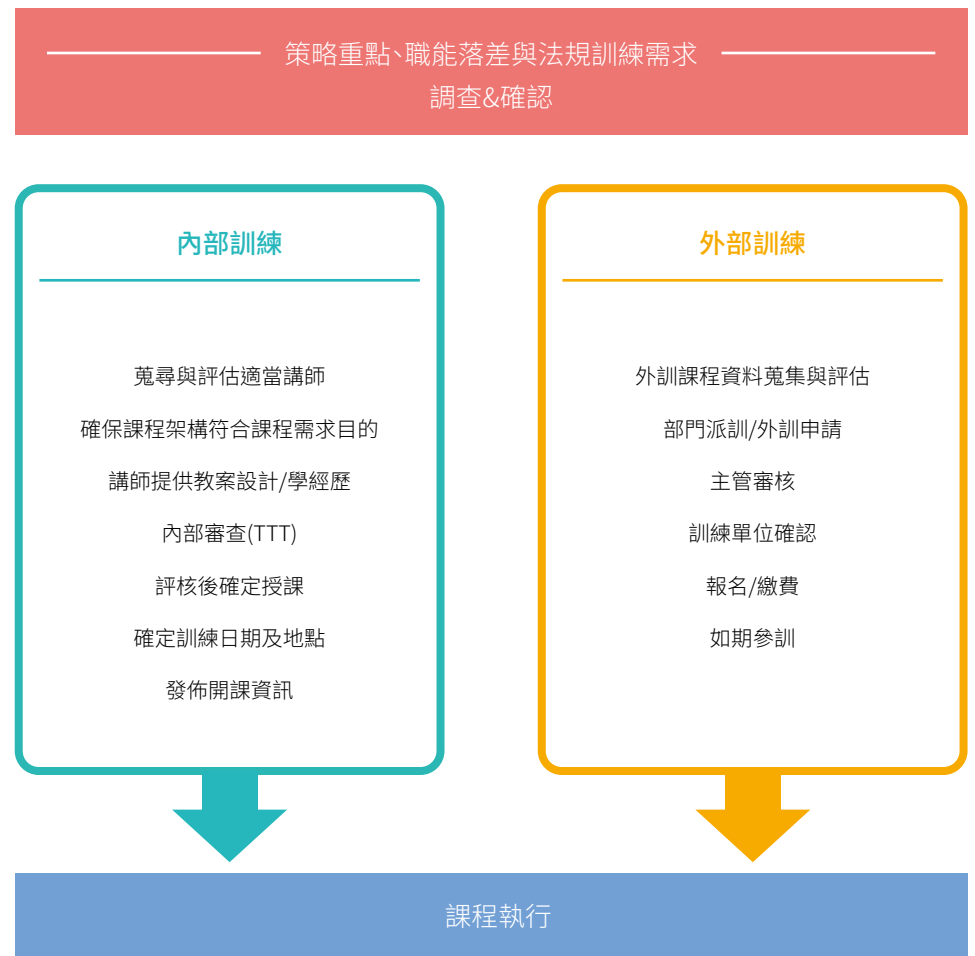 策略重點、職能落差與法規訓練需求
調查&確認
內部訓練
蒐尋與評估適當講師
確保課程架構符合課程需求目的
講師提供教案設計/學經歷
內部審查(TTT)
評核後確定授課
確定訓練日期及地點
發佈開課資訊
外部訓練
外訓課程資料蒐集與評估
部門派訓/外訓申請
主管審核
訓練單位確認
報名/繳費
如期參訓
課程執行